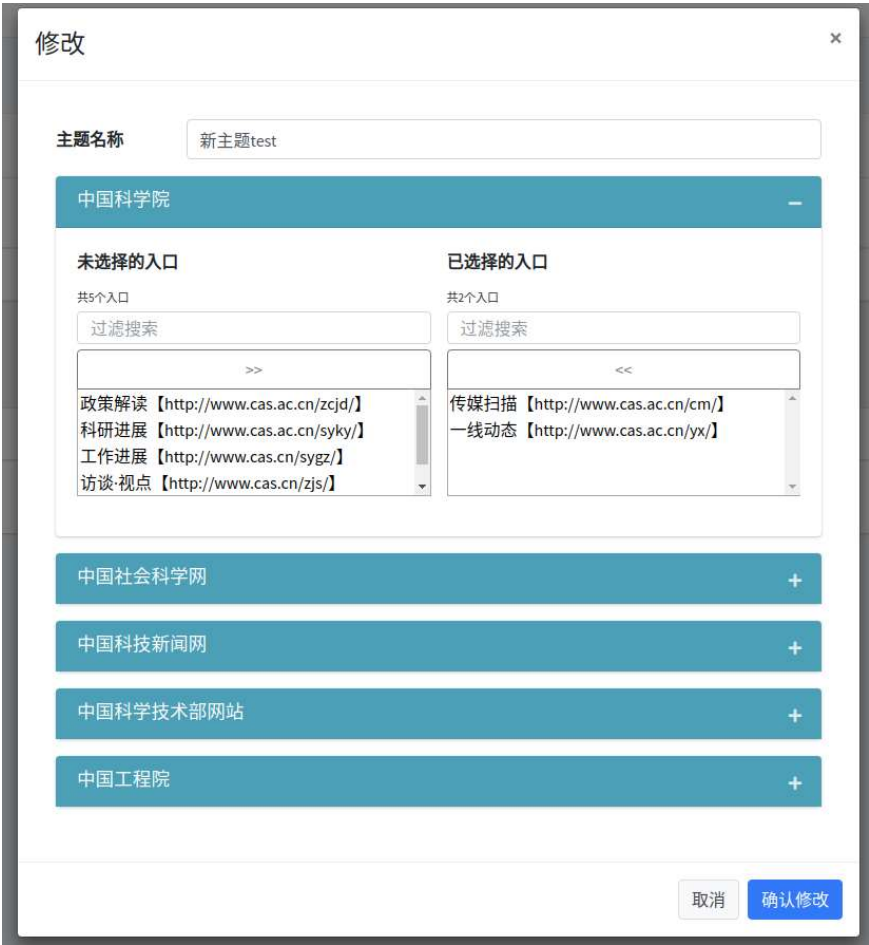 修改
×
主题名称
新主题test
中国科学院
−
未选择的入口
已选择的入口
共5个入口
共2个入口
过滤搜索
过滤搜索
>>
<<
政策解读【http://www.cas.ac.cn/zcjd/】
科研进展【http://www.cas.ac.cn/syky/】
工作进展【http://www.cas.cn/sygz/】
访谈·视点【http://www.cas.cn/zjs/】
传媒扫描【http://www.cas.ac.cn/cm/】
一线动态【http://www.cas.ac.cn/yx/】
中国社会科学网
+
中国科技新闻网
+
中国科学技术部网站
+
中国工程院
+
取消
确认修改